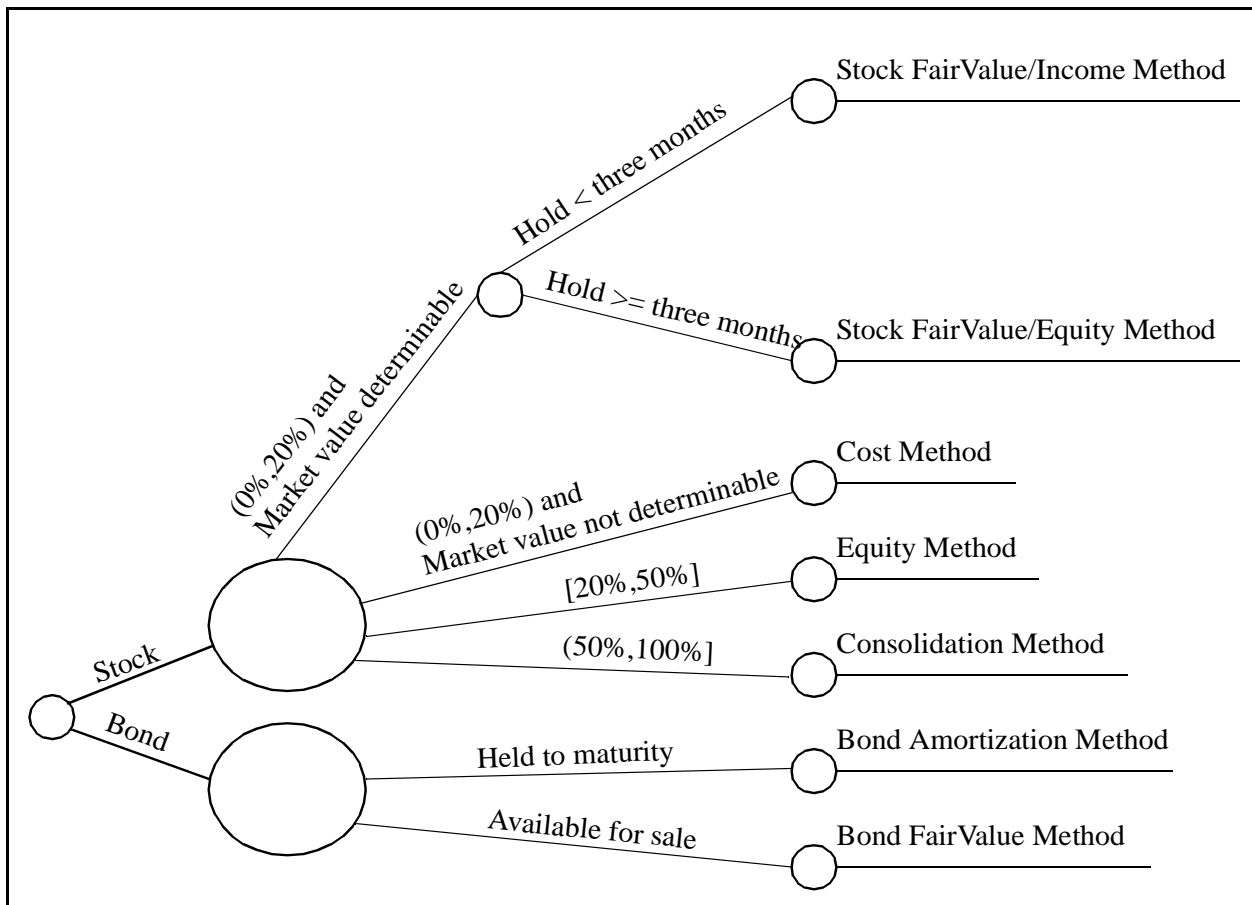 Stock FairValue/Income Method
Hold < three months
Hold >= three months
Stock FairValue/Equity Method
(0%,20%) and
Market value determinable
Cost Method
(0%,20%) and
Market value not determinable
Equity Method
[20%,50%]
(50%,100%]
Consolidation Method
Stock
Bond
Held to maturity
Bond Amortization Method
Available for sale
Bond FairValue Method